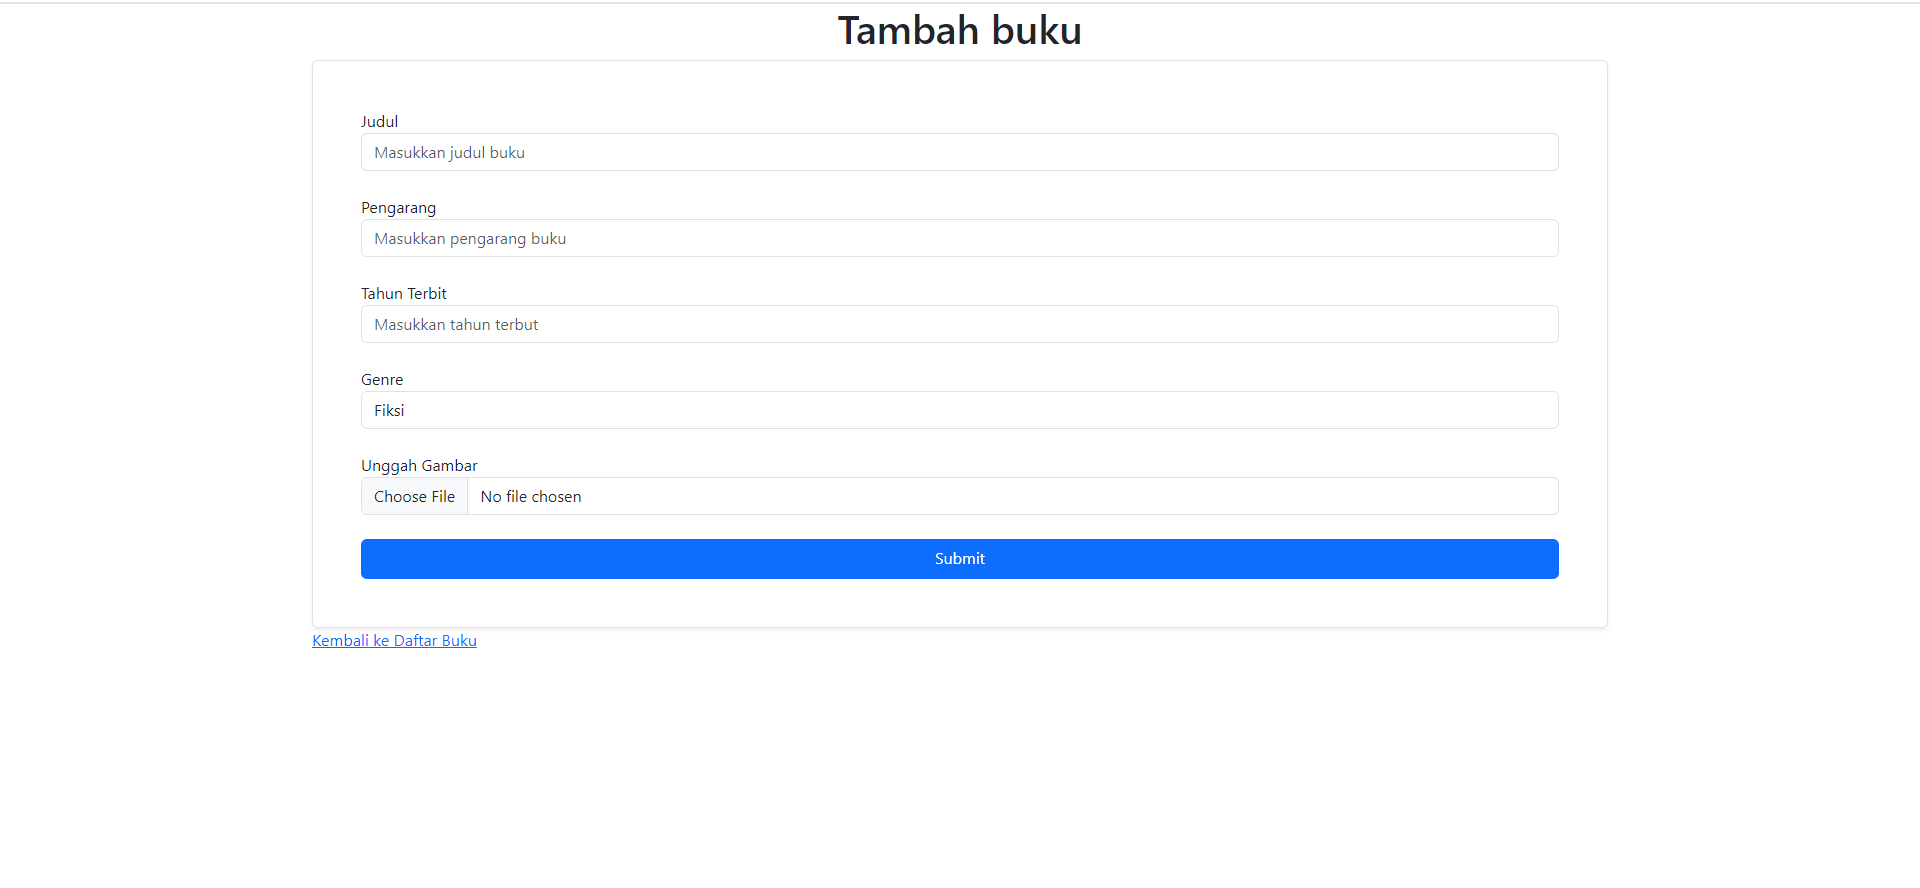 Tambah buku
Judul
Masukkan judul buku
Pengarang
Masukkan pengarang buku
Tahun Terbit
Masukkan tahun terbut
Genre
Fiksi
Unggah Gambar
Choose File No file chosen
Submit
Kembali ke Daftar Buku